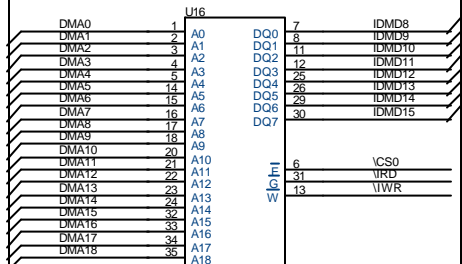 U16
DMA0 1 A0 DQ0 7 IDMD8
DMA1 2 A1 DQ1 8 IDMD9
DMA2 3 A2 DQ2 11 IDMD10
DMA3 4 A3 DQ3 12 IDMD11
DMA4 5 A4 DQ4 25 IDMD12
DMA5 14 A5 DQ5 26 IDMD13
DMA6 15 A6 DQ6 29 IDMD14
DMA7 16 A7 DQ7 30 IDMD15
DMA8 17 A8
DMA9 18 A9
DMA10 20 A10
DMA11 21 A11 E 6 \CS0
DMA12 22 A12 G 31 \IRD
DMA13 23 A13 W 13 \IWR
DMA14 24 A14
DMA15 32 A15
DMA16 33 A16
DMA17 34 A17
DMA18 35 A18